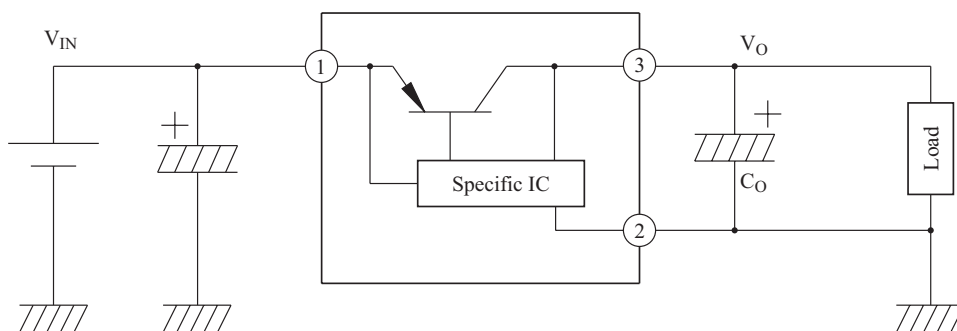 V_IN
1
3
V_O
+
+
Specific IC
Load
C_O
2